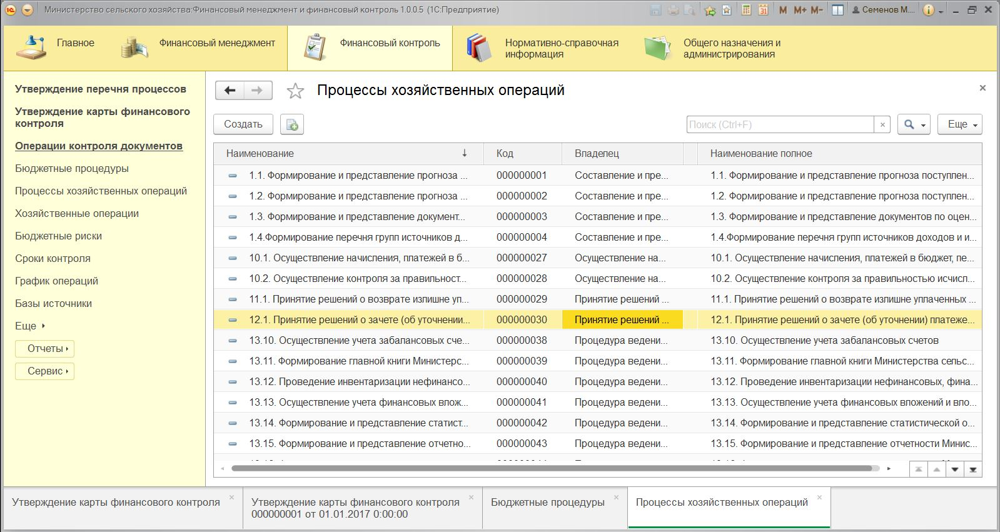 Министерство сельского хозяйства:Финансовый менеджмент и финансовый контроль 1.0.0.5 (1С:Предприятие)
M M+ M-
Семенов М....
Главное
Финансовый менеджмент
Финансовый контроль
Нормативно-справочная
информация
Общего назначения и
администрирования
Утверждение перечня процессов
Утверждение карты финансового
контроля
Операции контроля документов
Бюджетные процедуры
Процессы хозяйственных операций
Хозяйственные операции
Бюджетные риски
Сроки контроля
График операций
Базы источники
Еще
Отчеты
Сервис
Процессы хозяйственных операций
Создать
Поиск (Ctrl+F)
Еще
Наименование Код Владелец Наименование полное
1.1. Формирование и представление прогноза ... 000000001 Составление и пре... 1.1. Формирование и представление прогноза поступлен...
1.2. Формирование и представление прогноза ... 000000002 Составление и пре... 1.2. Формирование и представление прогноза поступлен...
1.3. Формирование и представление документ... 000000003 Составление и пре... 1.3. Формирование и представление документов по оцен...
1.4.Формирование перечня групп источников д... 000000004 Составление и пре... 1.4.Формирование перечня групп источников доходов и и...
10.1. Осуществление начисления, платежей в б... 000000027 Осуществление на... 10.1. Осуществление начисления, платежей в бюджет, пе...
10.2. Осуществление контроля за правильност... 000000028 Осуществление на... 10.2. Осуществление контроля за правильностью исчисл...
11.1. Принятие решений о возврате излишне уп... 000000029 Принятие решений ... 11.1. Принятие решений о возврате излишне уплаченных ...
12.1. Принятие решений о зачете (об уточнении... 000000030 Принятие решений ... 12.1. Принятие решений о зачете (об уточнении) платеже...
13.10. Осуществление учета забалансовых сче... 000000038 Процедура ведени... 13.10. Осуществление учета забалансовых счетов
13.11. Формирование главной книги Министерс... 000000039 Процедура ведени... 13.11. Формирование главной книги Министерства сельс...
13.12. Проведение инвентаризации нефинансо... 000000040 Процедура ведени... 13.12. Проведение инвентаризации нефинансовых, фина...
13.13. Осуществление учета финансовых влож... 000000041 Процедура ведени... 13.13. Осуществление учета финансовых вложений и вло...
13.14. Формирование и представление статист... 000000042 Процедура ведени... 13.14. Формирование и представление статистической о...
13.15. Формирование и представление отчетно... 000000043 Процедура ведени... 13.15. Формирование и представление отчетности Минис...
Утверждение карты финансового контроля
Утверждение карты финансового контроля
000000001 от 01.01.2017 0:00:00
Бюджетные процедуры
Процессы хозяйственных операций